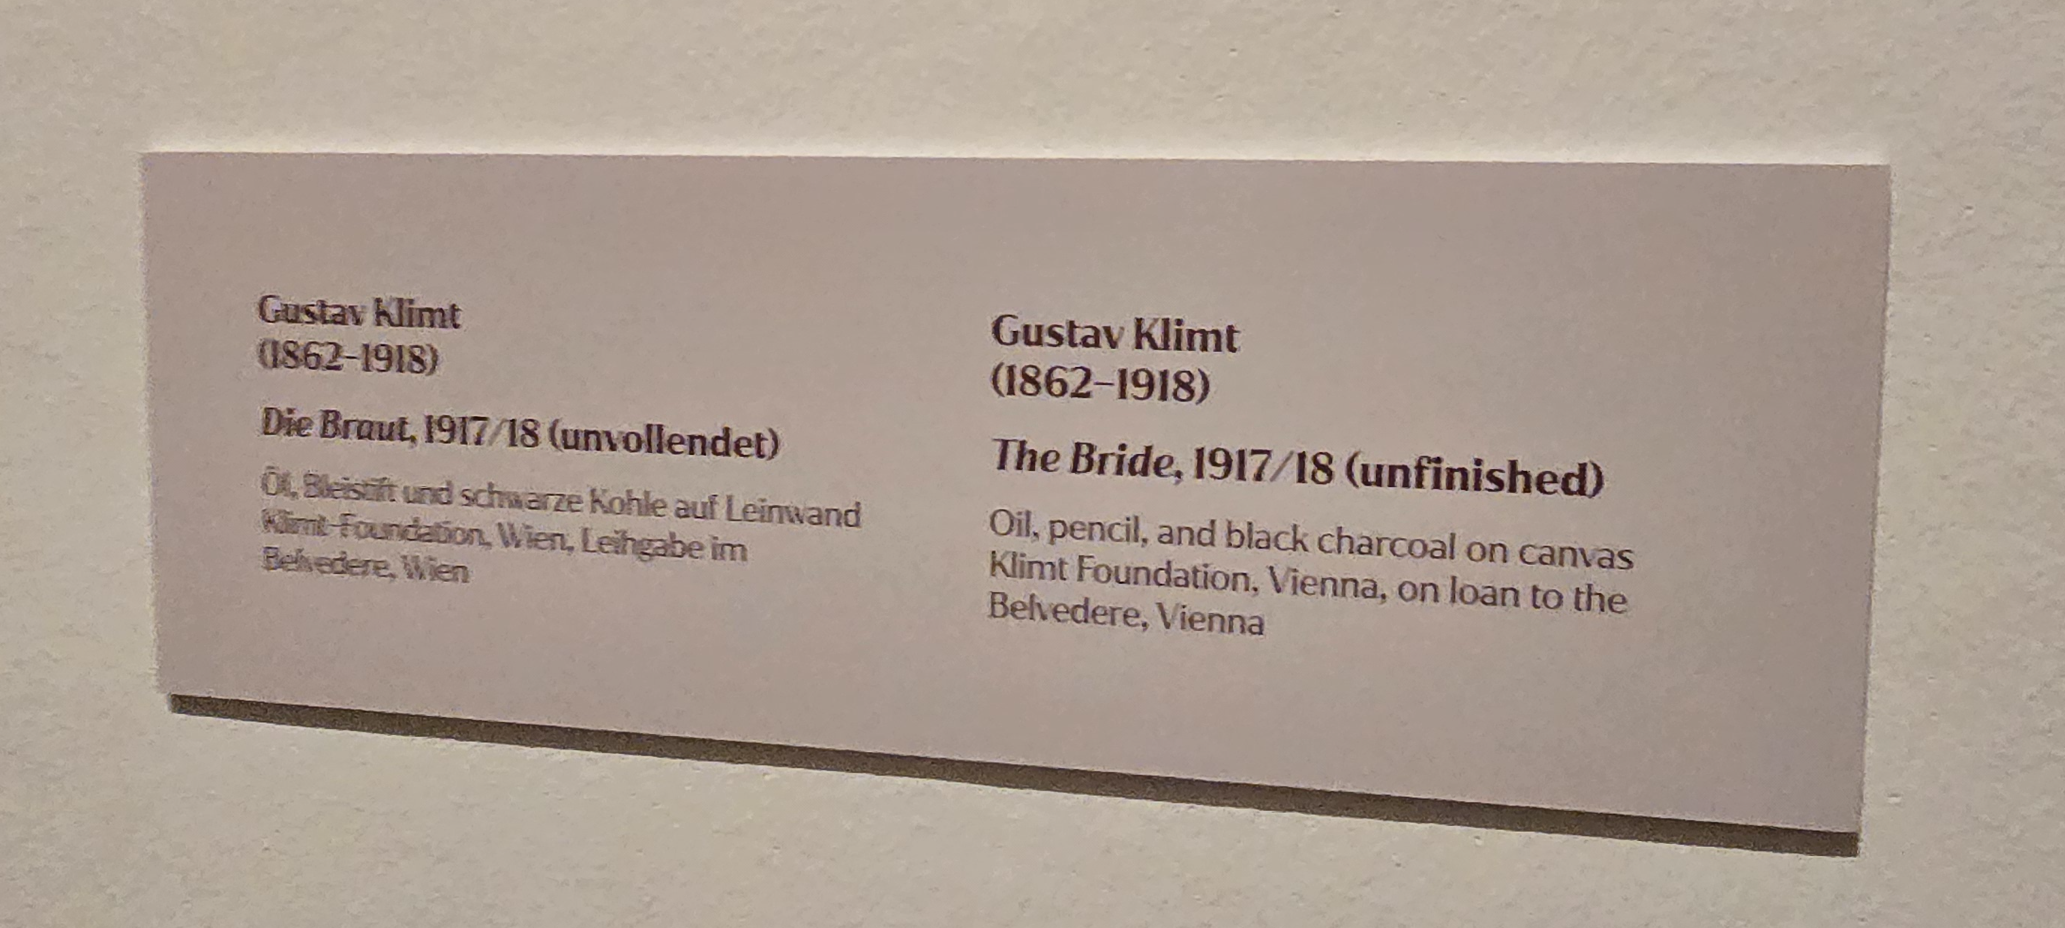 Gustav Klimt
(1862–1918)
Die Braut, 1917/18 (unvollendet)
Öl, Bleistift und schwarze Kohle auf Leinwand
Klimt-Foundation, Wien, Leihgabe im
Belvedere, Wien
Gustav Klimt
(1862–1918)
The Bride, 1917/18 (unfinished)
Oil, pencil, and black charcoal on canvas
Klimt Foundation, Vienna, on loan to the
Belvedere, Vienna